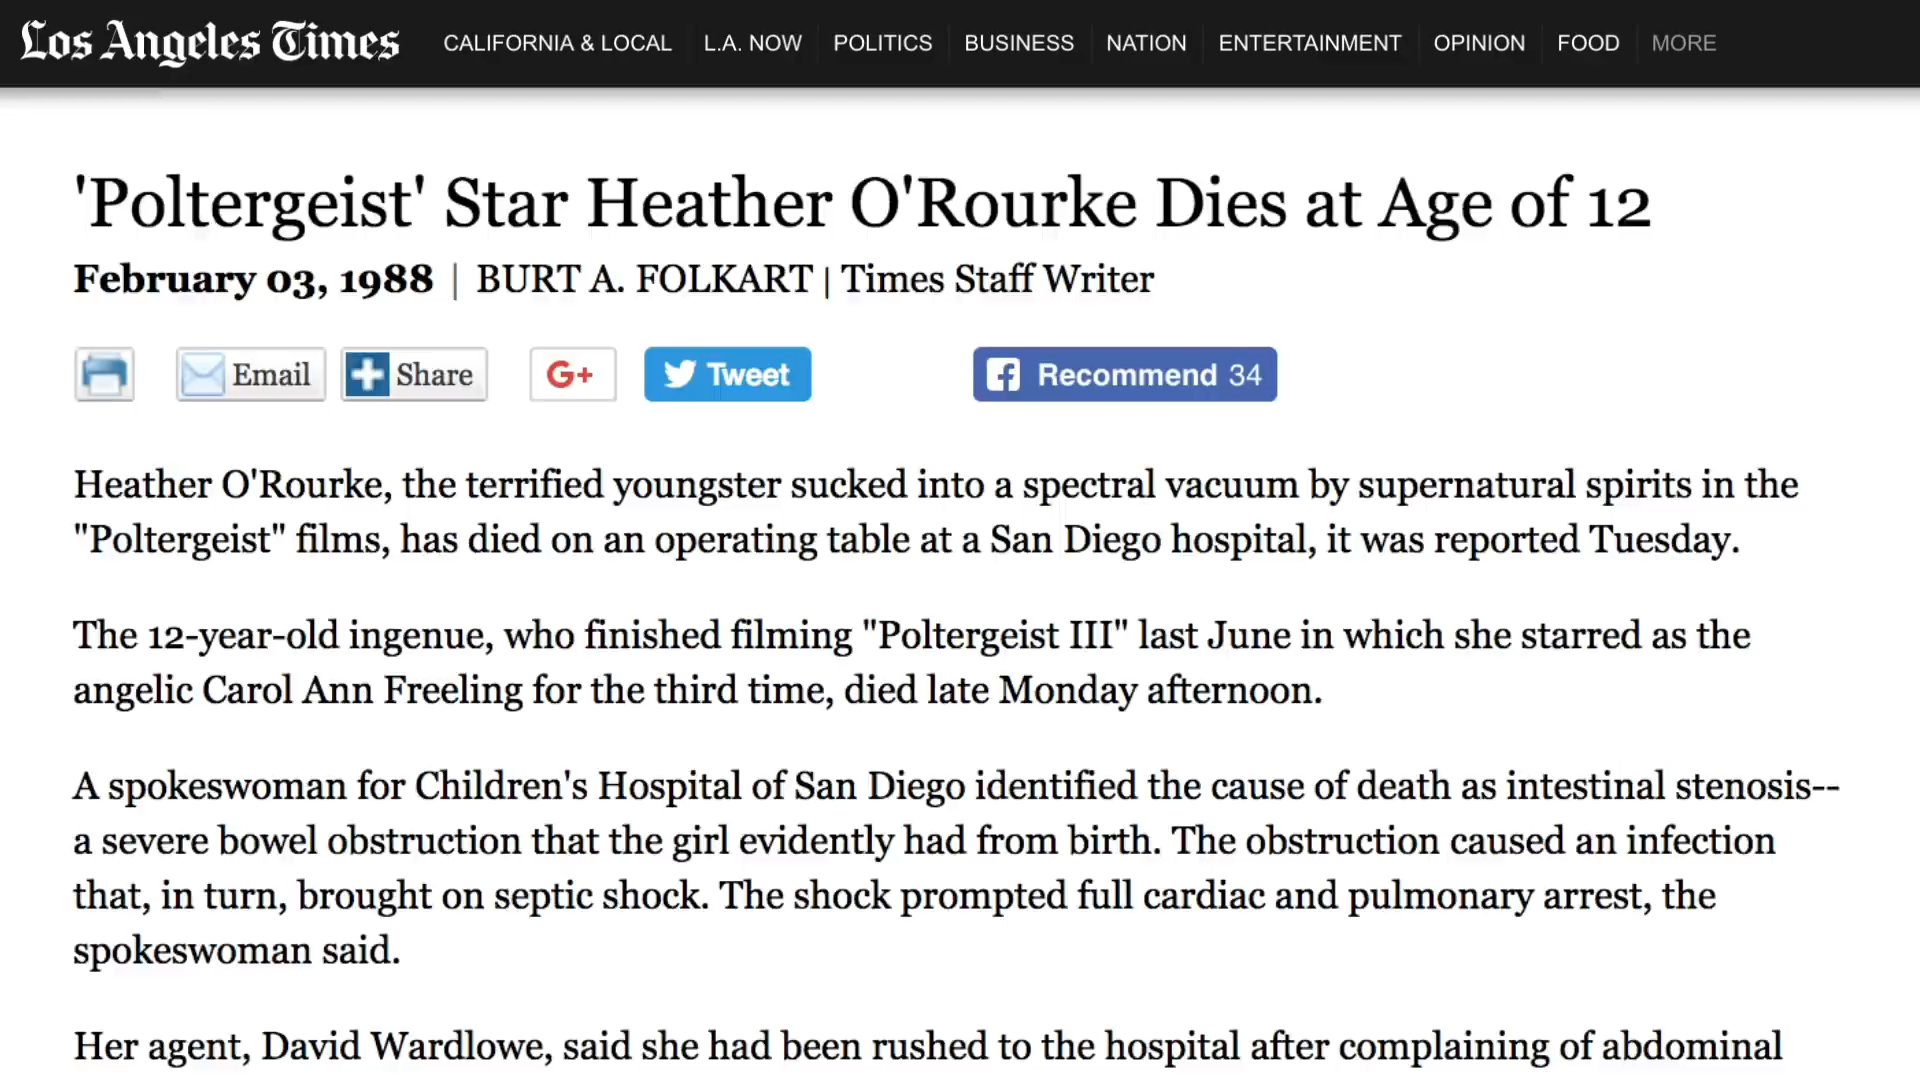 Los Angeles Times CALIFORNIA & LOCAL L.A. NOW POLITICS BUSINESS NATION ENTERTAINMENT OPINION FOOD MORE
'Poltergeist' Star Heather O'Rourke Dies at Age of 12
February 03, 1988 | BURT A. FOLKART | Times Staff Writer
Email Share G+ Tweet Recommend 34
Heather O'Rourke, the terrified youngster sucked into a spectral vacuum by supernatural spirits in the
"Poltergeist" films, has died on an operating table at a San Diego hospital, it was reported Tuesday.
The 12-year-old ingenue, who finished filming "Poltergeist III" last June in which she starred as the
angelic Carol Ann Freeling for the third time, died late Monday afternoon.
A spokeswoman for Children's Hospital of San Diego identified the cause of death as intestinal stenosis--
a severe bowel obstruction that the girl evidently had from birth. The obstruction caused an infection
that, in turn, brought on septic shock. The shock prompted full cardiac and pulmonary arrest, the
spokeswoman said.
Her agent, David Wardlowe, said she had been rushed to the hospital after complaining of abdominal